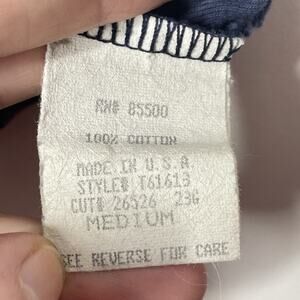 RN# 85500
100% COTTON
MADE IN U.S.A
STYLE# T61613
CUT# 26526 23G
MEDIUM
SEE REVERSE FOR CARE